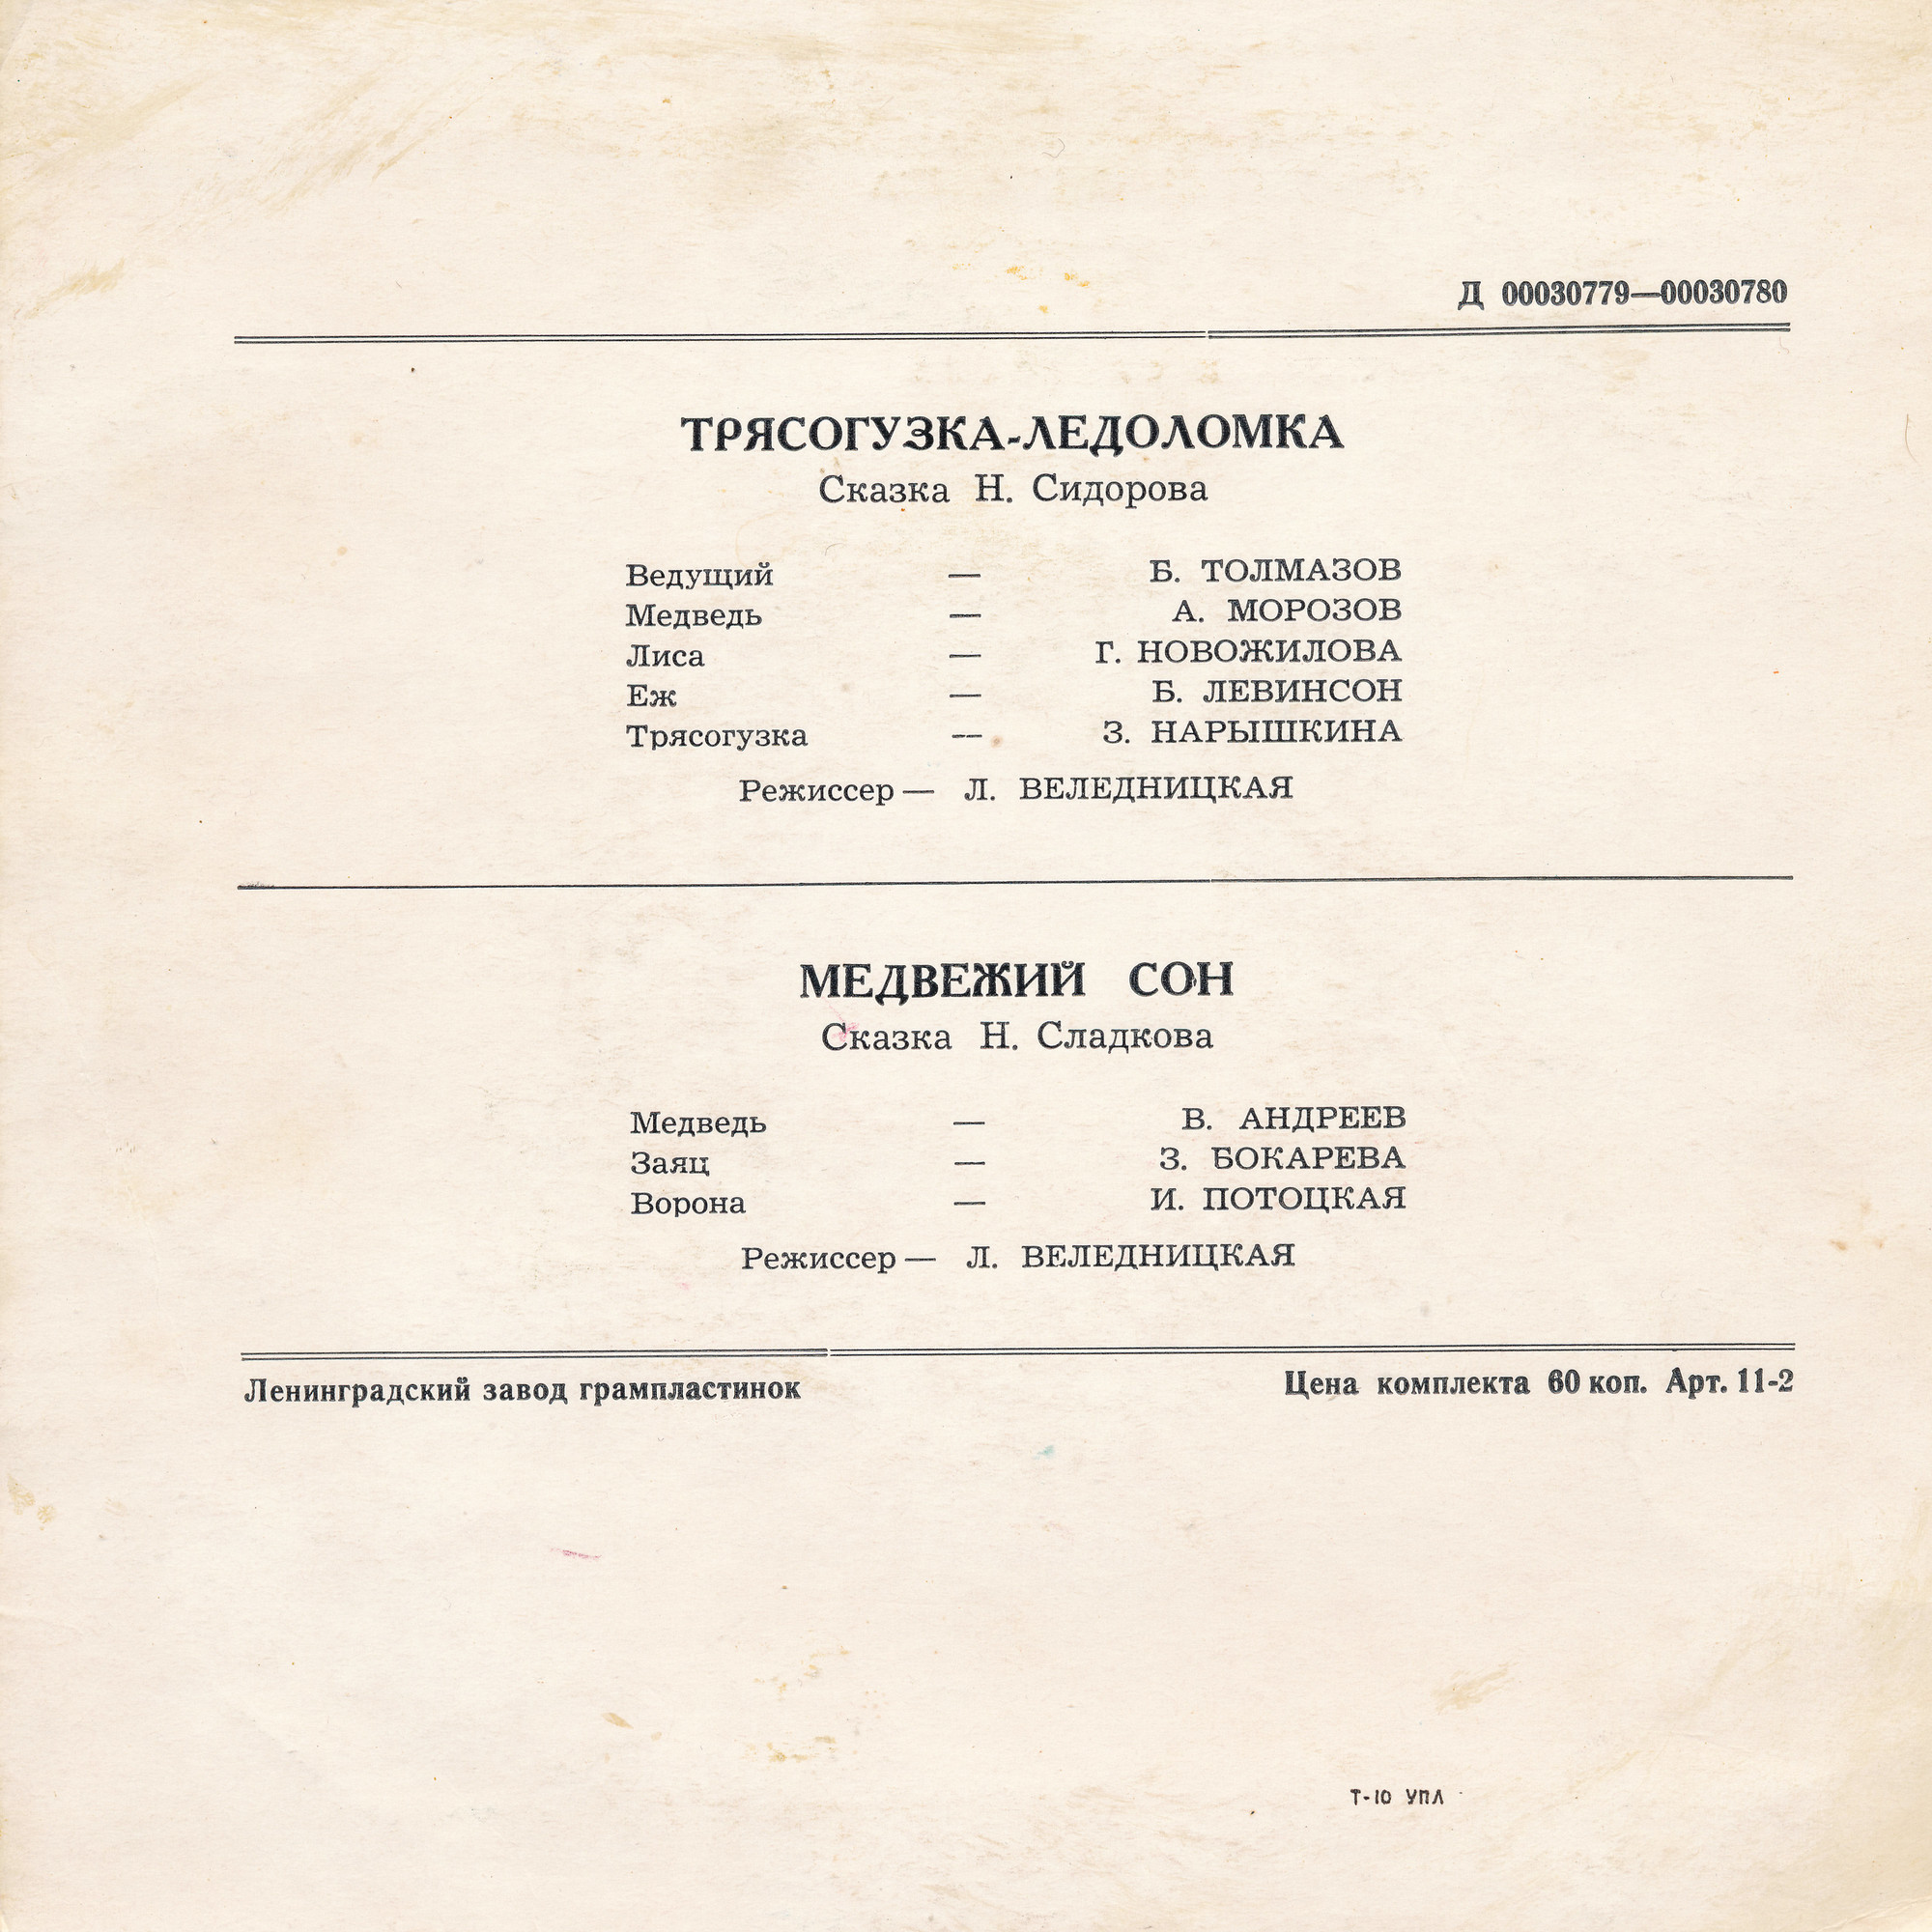 Д 00030779—00030780
ТРЯСОГУЗКА-ЛЕДОЛОМКА
Сказка Н. Сидорова
Ведущий — Б. ТОЛМАЗОВ
Медведь — А. МОРОЗОВ
Лиса — Г. НОВОЖИЛОВА
Еж — Б. ЛЕВИНСОН
Трясогузка — З. НАРЫШКИНА
Режиссер — Л. ВЕЛЕДНИЦКАЯ
МЕДВЕЖИЙ СОН
Сказка Н. Сладкова
Медведь — В. АНДРЕЕВ
Заяц — З. БОКАРЕВА
Ворона — И. ПОТОЦКАЯ
Режиссер — Л. ВЕЛЕДНИЦКАЯ
Ленинградский завод грампластинок Цена комплекта 60 коп. Арт. 11-2
Т-10 УПЛ